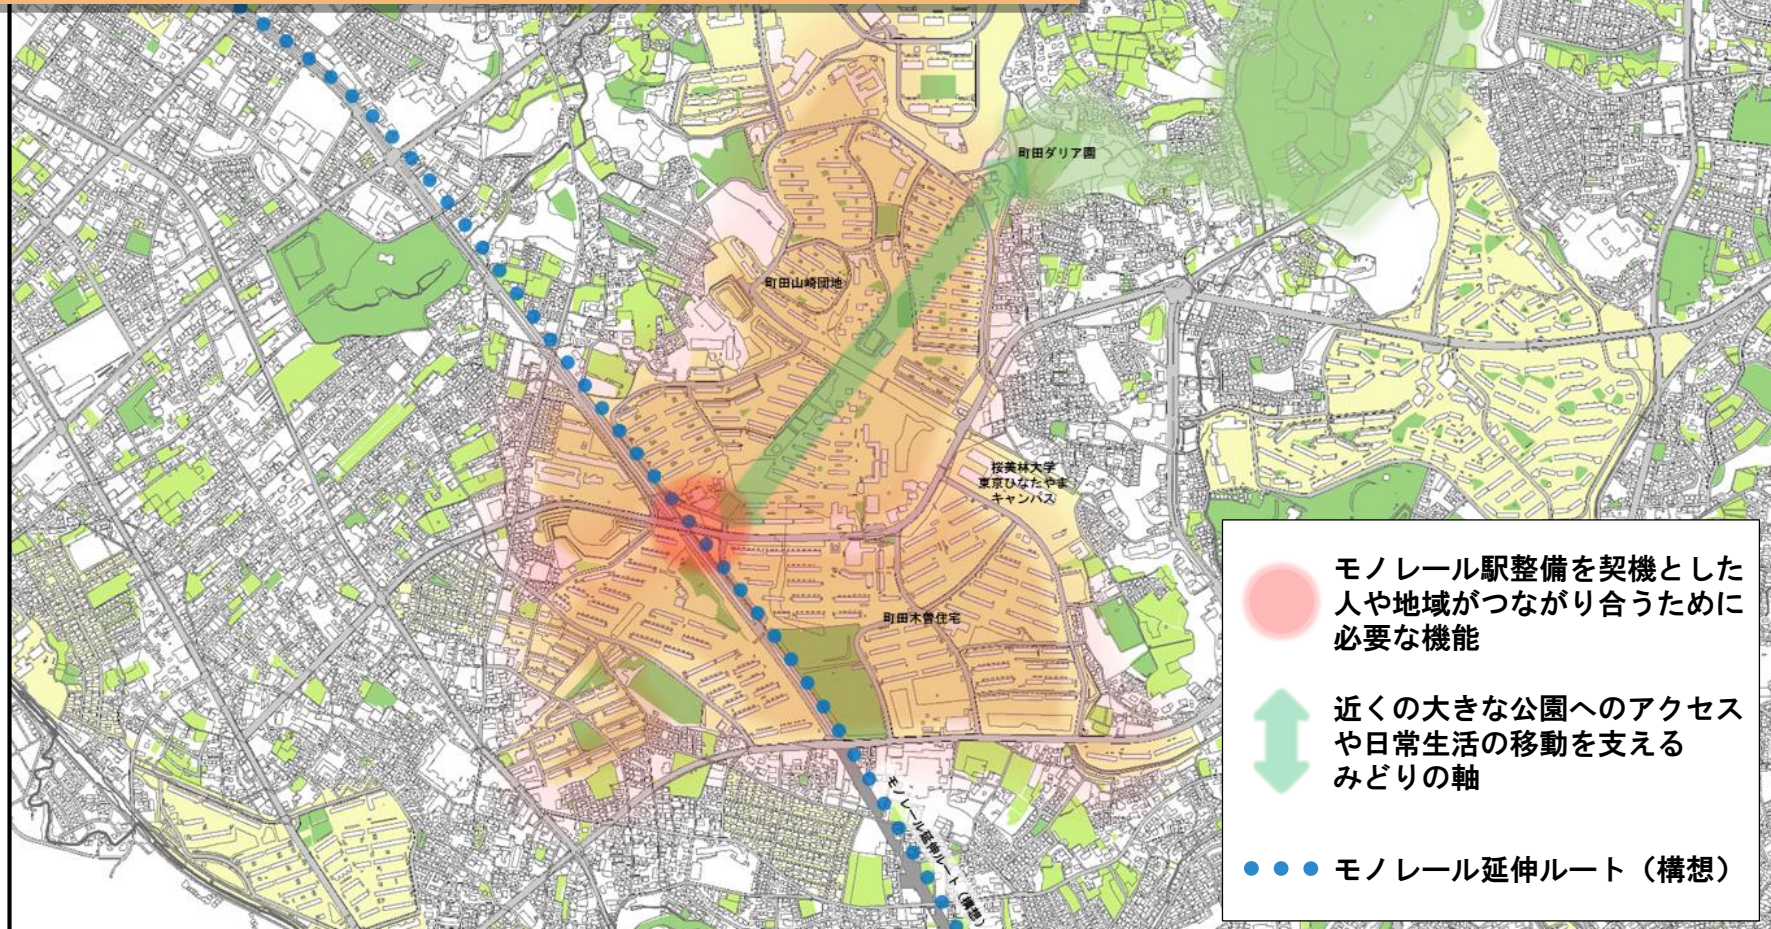 町田ダリア園
町田山崎団地
桜美林大学
東京ひなたやま
キャンパス
町田木曽住宅
モノレール延伸ルート（構想）
モノレール駅整備を契機とした
人や地域がつながり合うために
必要な機能
近くの大きな公園へのアクセス
や日常生活の移動を支える
みどりの軸
モノレール延伸ルート（構想）